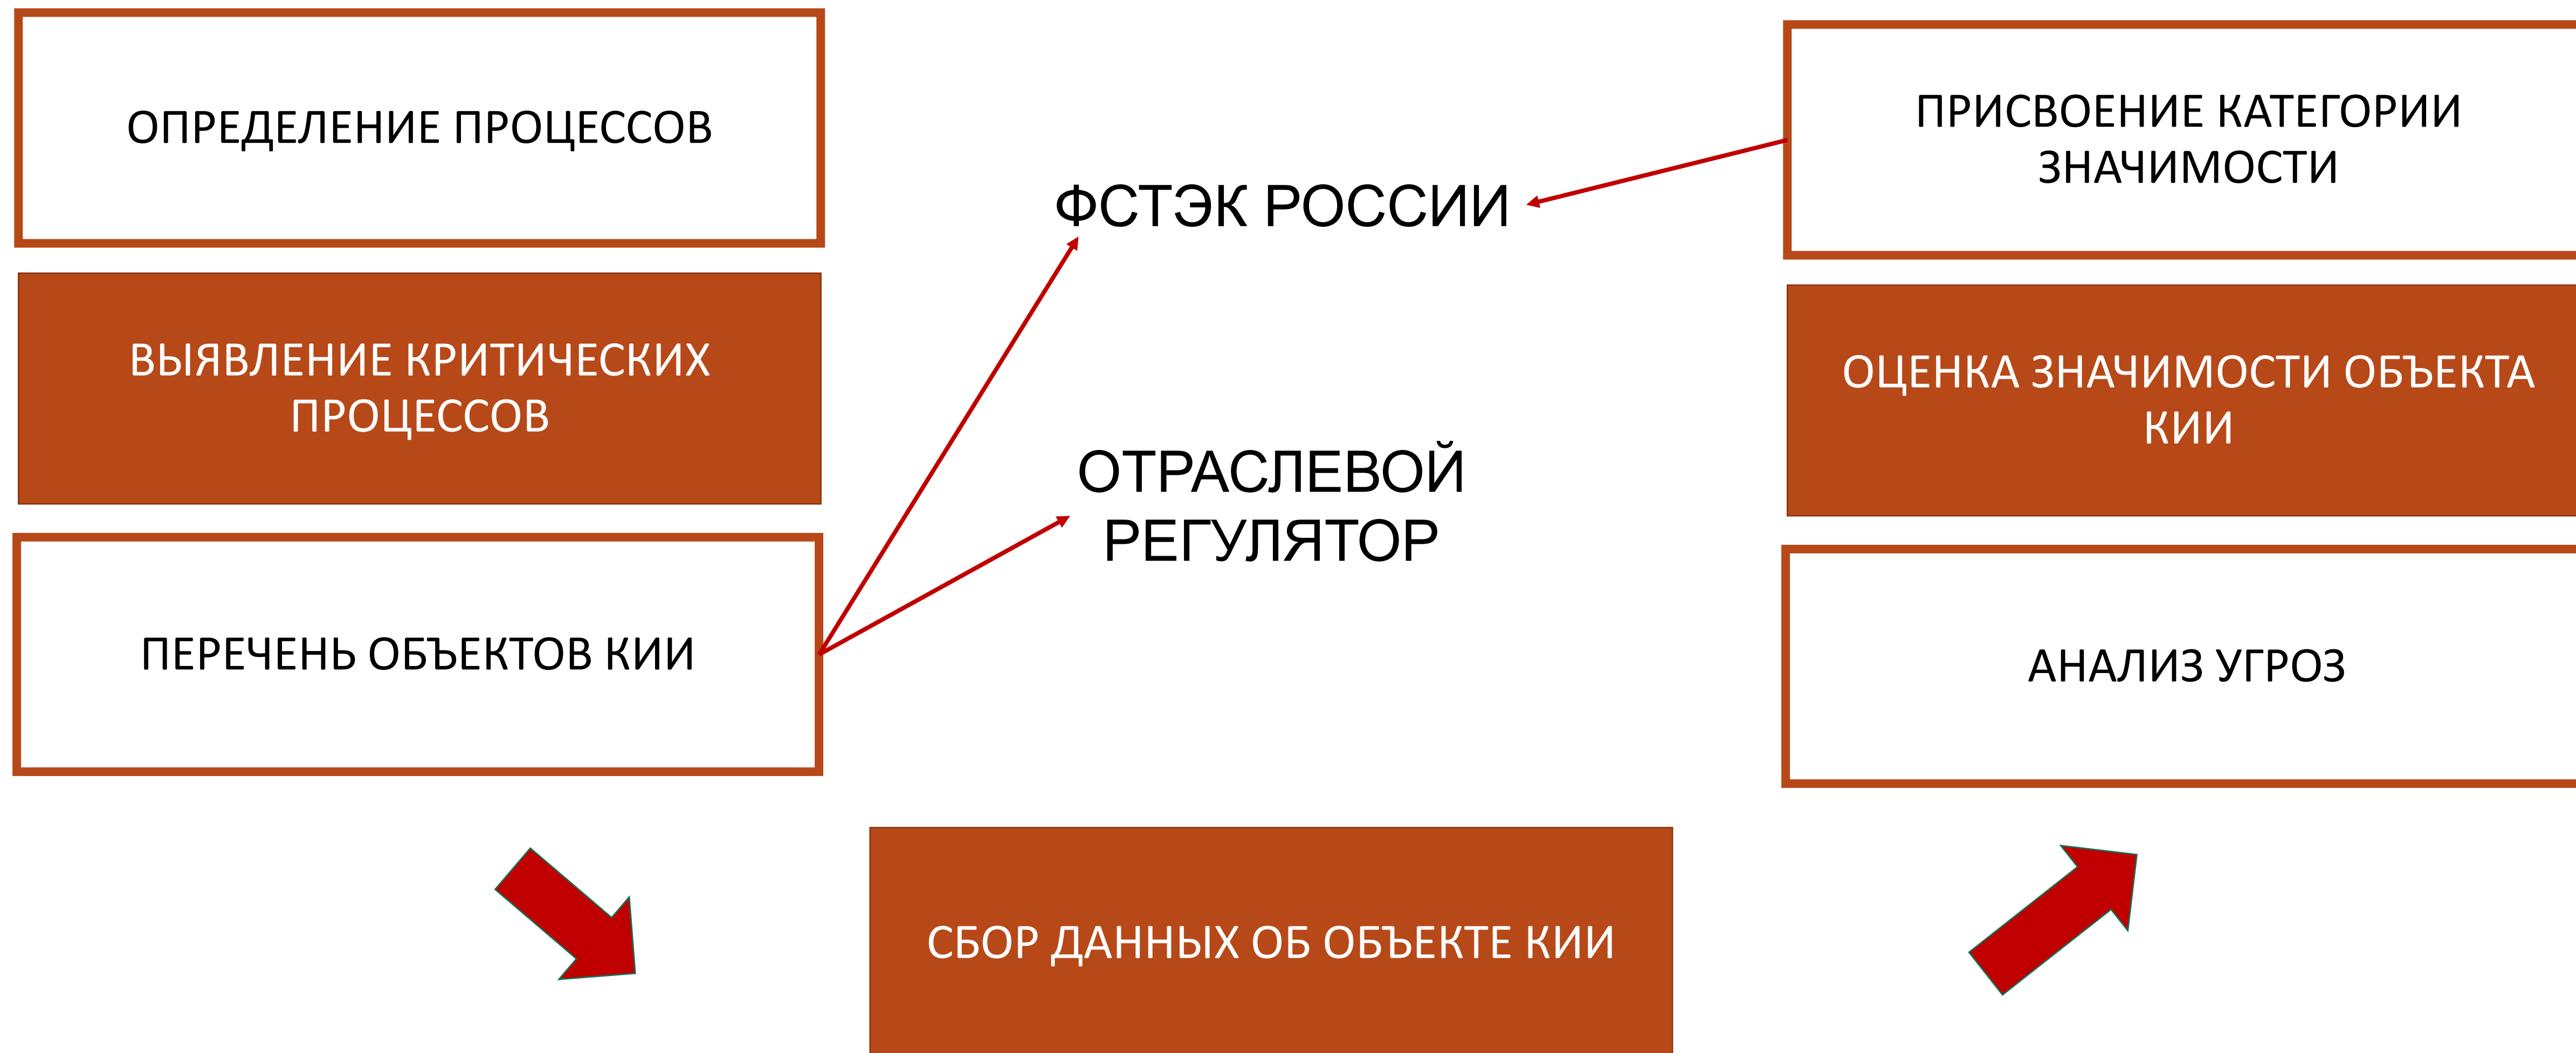 ОПРЕДЕЛЕНИЕ ПРОЦЕССОВ
ВЫЯВЛЕНИЕ КРИТИЧЕСКИХ
ПРОЦЕССОВ
ПЕРЕЧЕНЬ ОБЪЕКТОВ КИИ
ФСТЭК РОССИИ
ОТРАСЛЕВОЙ
РЕГУЛЯТОР
СБОР ДАННЫХ ОБ ОБЪЕКТЕ КИИ
ПРИСВОЕНИЕ КАТЕГОРИИ
ЗНАЧИМОСТИ
ОЦЕНКА ЗНАЧИМОСТИ ОБЪЕКТА
КИИ
АНАЛИЗ УГРОЗ